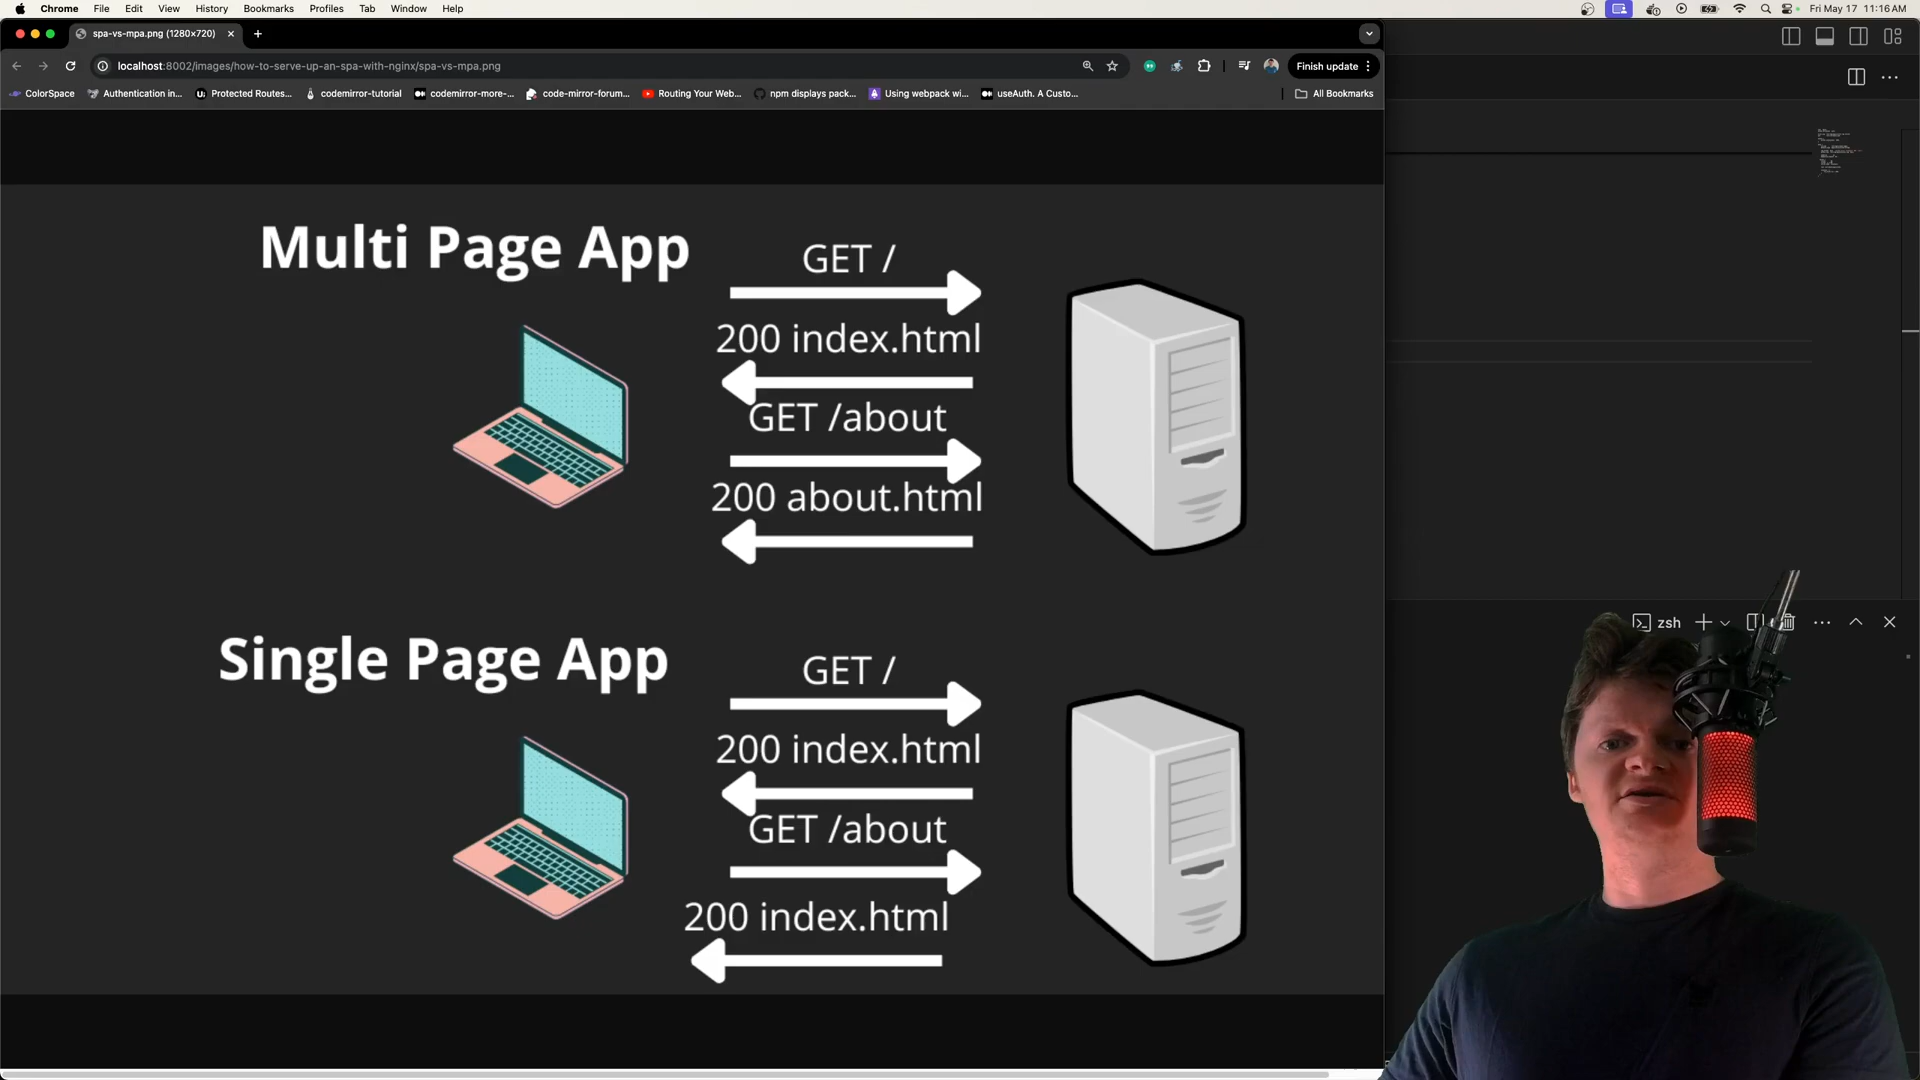 Chrome File Edit View History Bookmarks Profiles Tab Window Help
Fri May 17 11:16 AM
spa-vs-mpa.png (1280×720)
localhost:8002/images/how-to-serve-up-an-spa-with-nginx/spa-vs-mpa.png
Finish update
ColorSpace
Authentication in...
Protected Routes...
codemirror-tutorial
codemirror-more-...
code-mirror-forum...
Routing Your Web...
npm displays pack...
Using webpack wi...
useAuth. A Custo...
All Bookmarks
Multi Page App
GET /
200 index.html
GET /about
200 about.html
Single Page App
GET /
200 index.html
GET /about
200 index.html
zsh